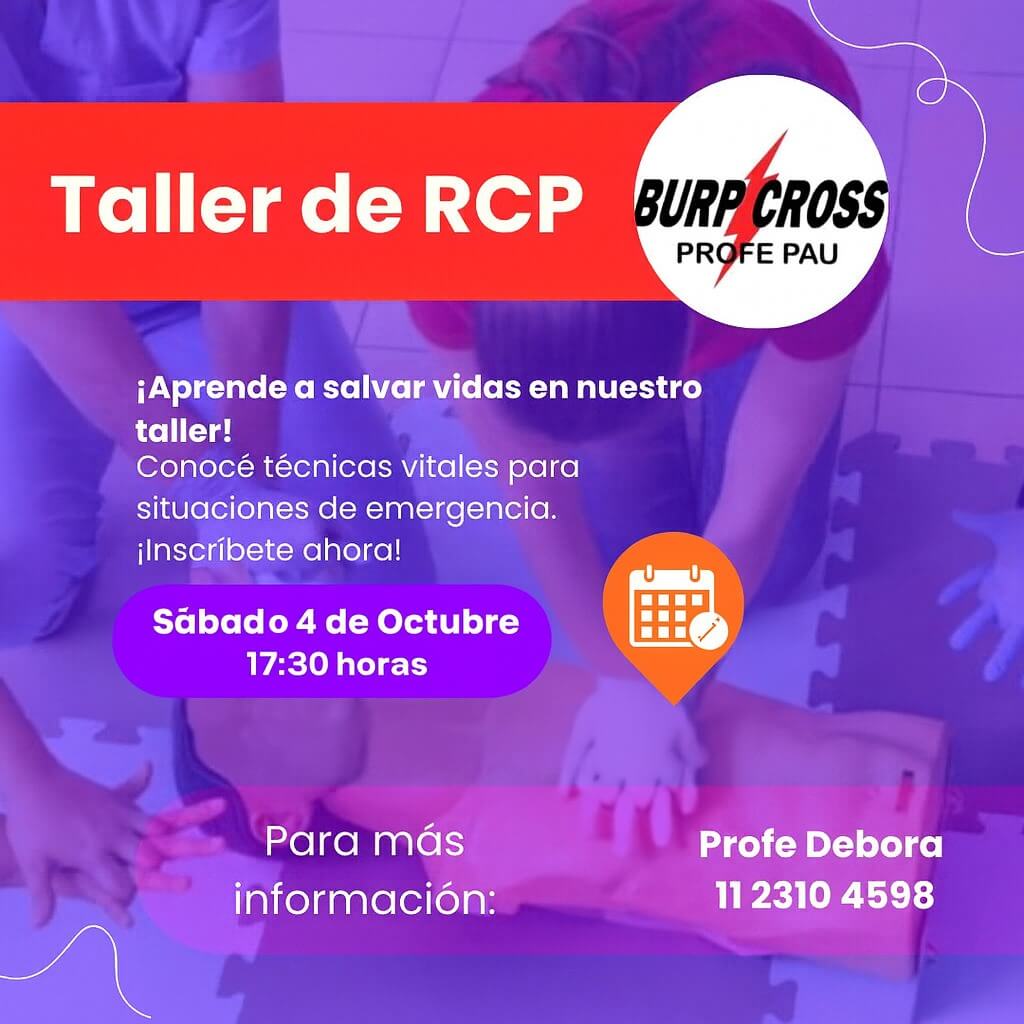 Taller de RCP
BURP CROSS
PROFE PAU
¡Aprende a salvar vidas en nuestro
taller!
Conocé técnicas vitales para
situaciones de emergencia.
¡Inscríbete ahora!
Sábado 4 de Octubre
17:30 horas
Para más
información:
Profe Debora
11 2310 4598